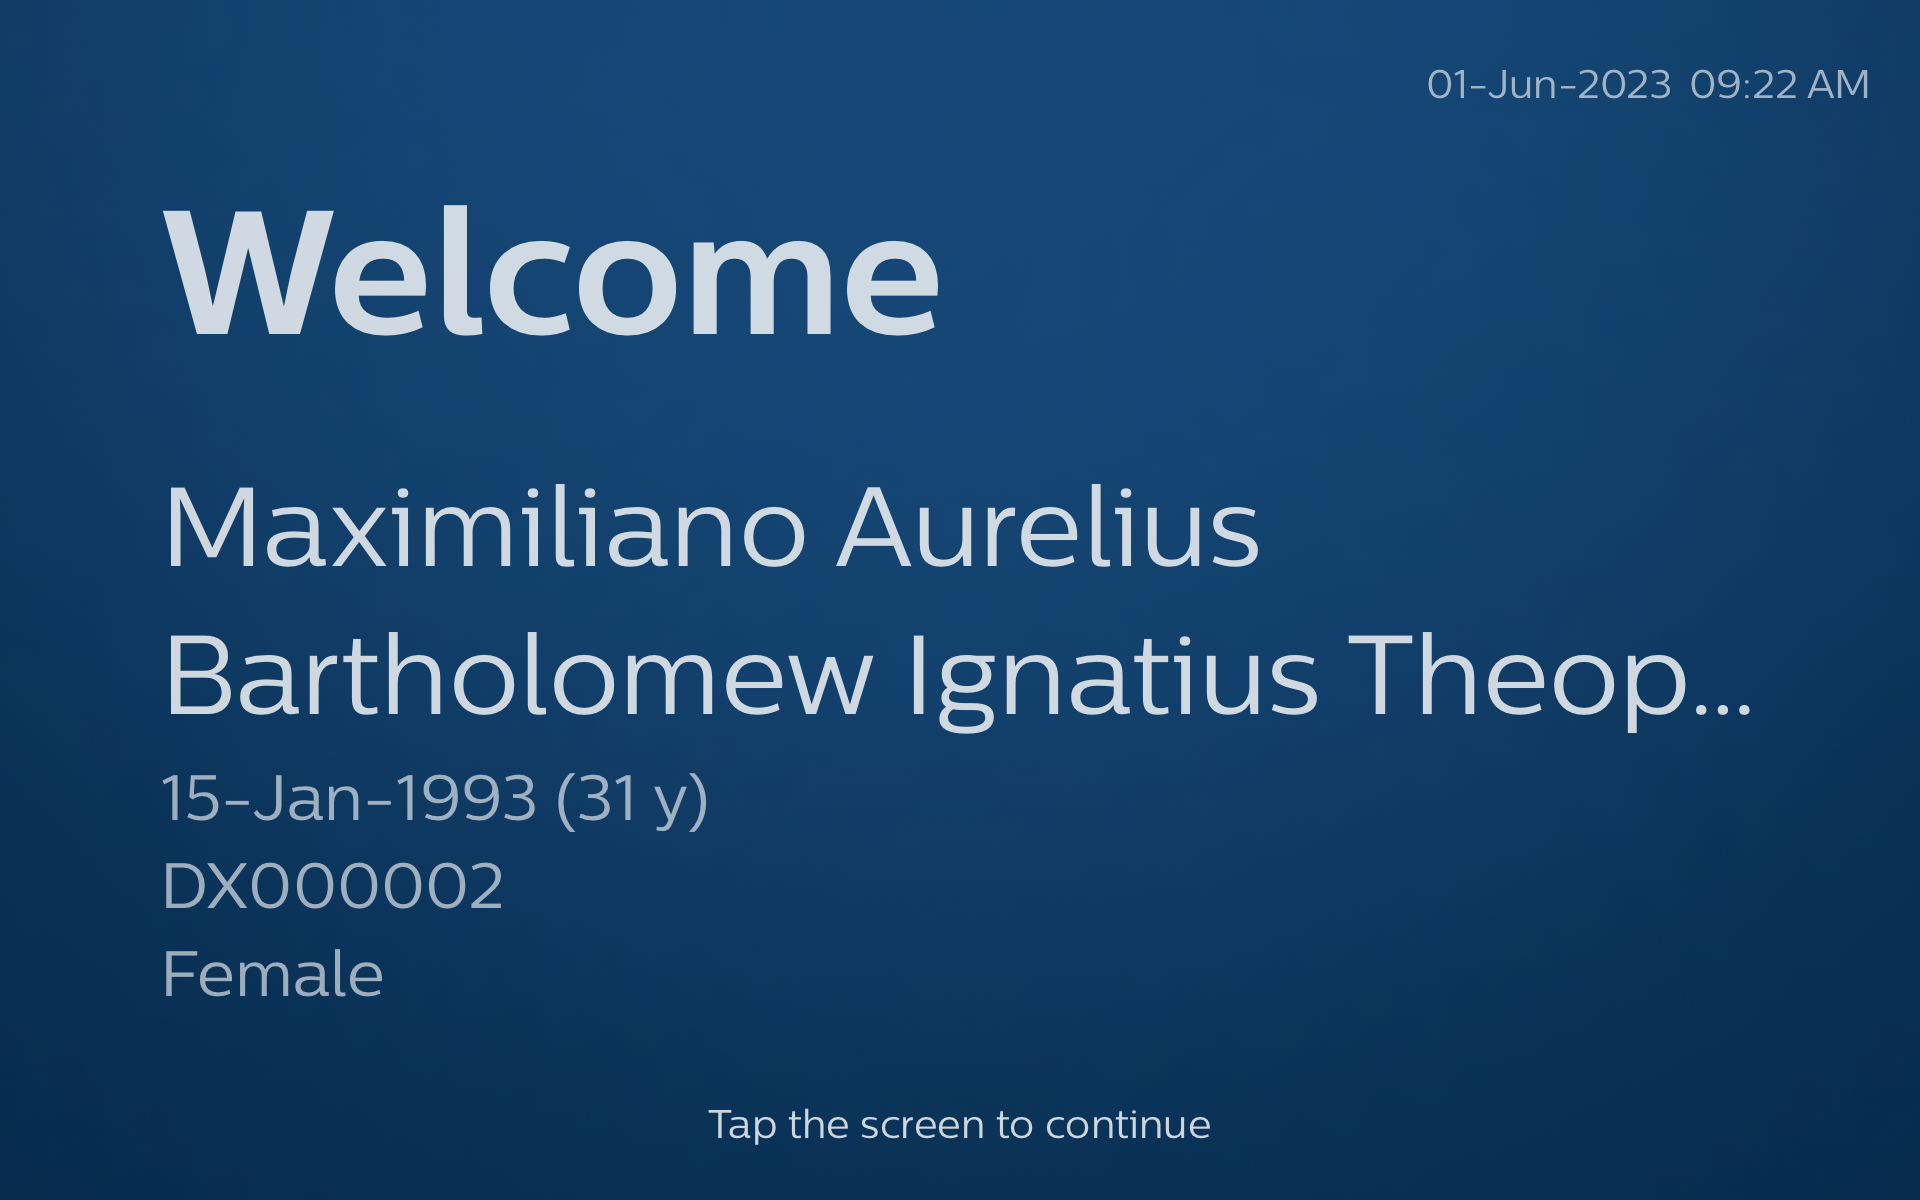 01-Jun-2023 09:22 AM
Welcome
Maximiliano Aurelius
Bartholomew Ignatius Theop...
15-Jan-1993 (31 y)
DX000002
Female
Tap the screen to continue